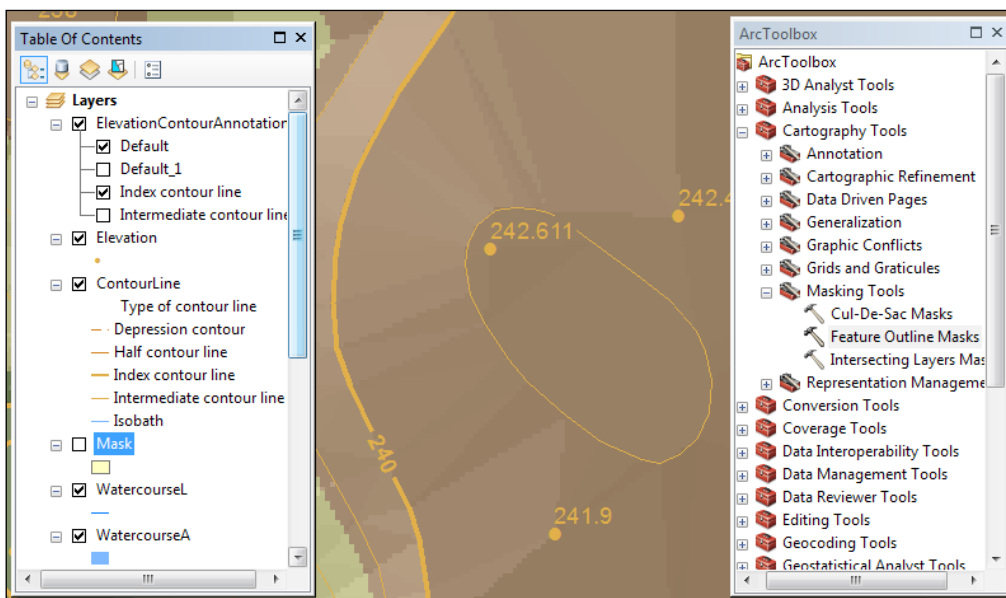 Table Of Contents
Layers
ElevationContourAnnotation
Default
Default_1
Index contour line
Intermediate contour line
Elevation
ContourLine
Type of contour line
Depression contour
Half contour line
Index contour line
Intermediate contour line
Isobath
Mask
WatercourseL
WatercourseA
242.611
242.4
240
241.9
ArcToolbox
ArcToolbox
3D Analyst Tools
Analysis Tools
Cartography Tools
Annotation
Cartographic Refinement
Data Driven Pages
Generalization
Graphic Conflicts
Grids and Graticules
Masking Tools
Cul-De-Sac Masks
Feature Outline Masks
Intersecting Layers Mas
Representation Manageme
Conversion Tools
Coverage Tools
Data Interoperability Tools
Data Management Tools
Data Reviewer Tools
Editing Tools
Geocoding Tools
Geostatistical Analyst Tools